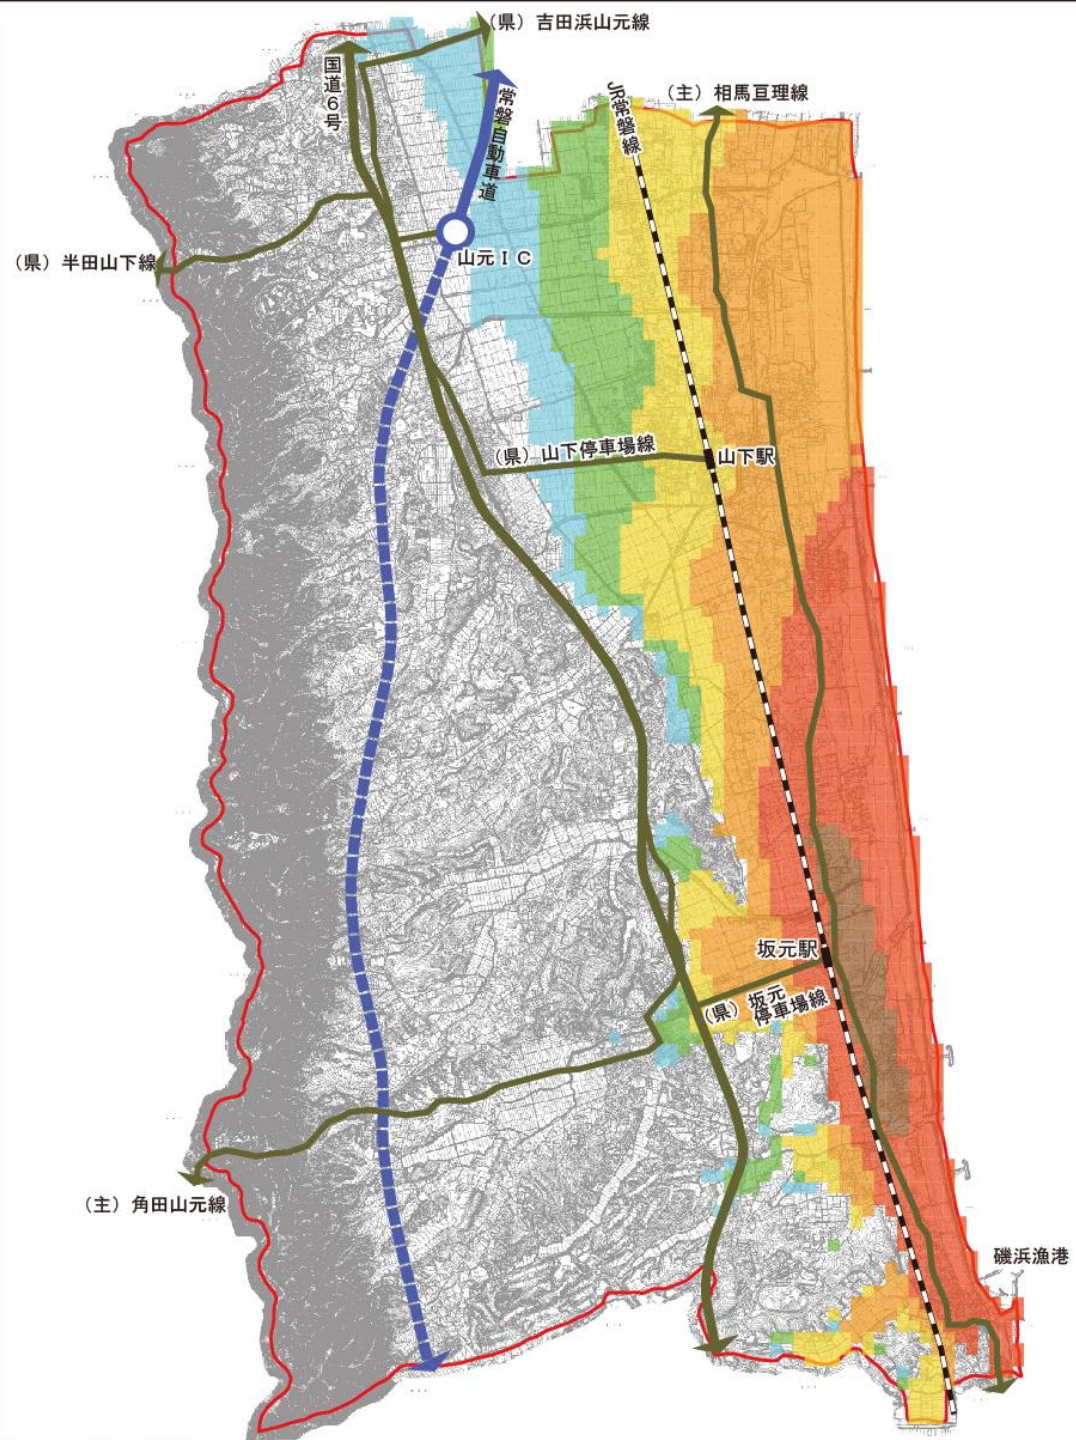 （県）吉田浜山元線
国道6号
常磐自動車道
JR常磐線
（主）相馬亘理線
（県）半田山下線
山元ＩＣ
（県）山下停車場線
山下駅
坂元駅
（県）坂元
停車場線
（主）角田山元線
磯浜漁港